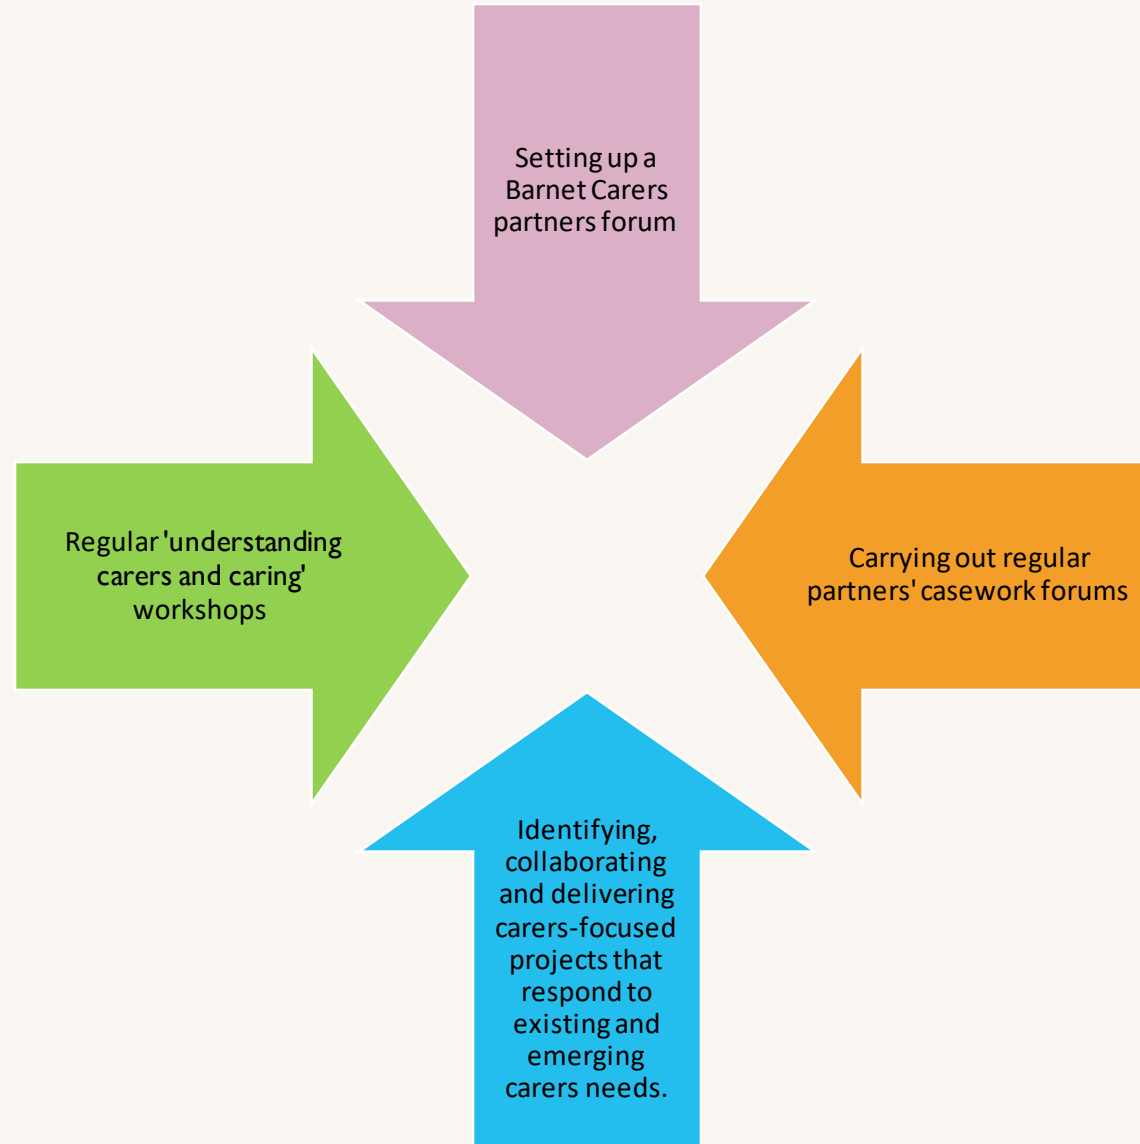 Setting up a
Barnet Carers
partners forum
Regular 'understanding
carers and caring'
workshops
Carrying out regular
partners' casework forums
Identifying,
collaborating
and delivering
carers-focused
projects that
respond to
existing and
emerging
carers needs.